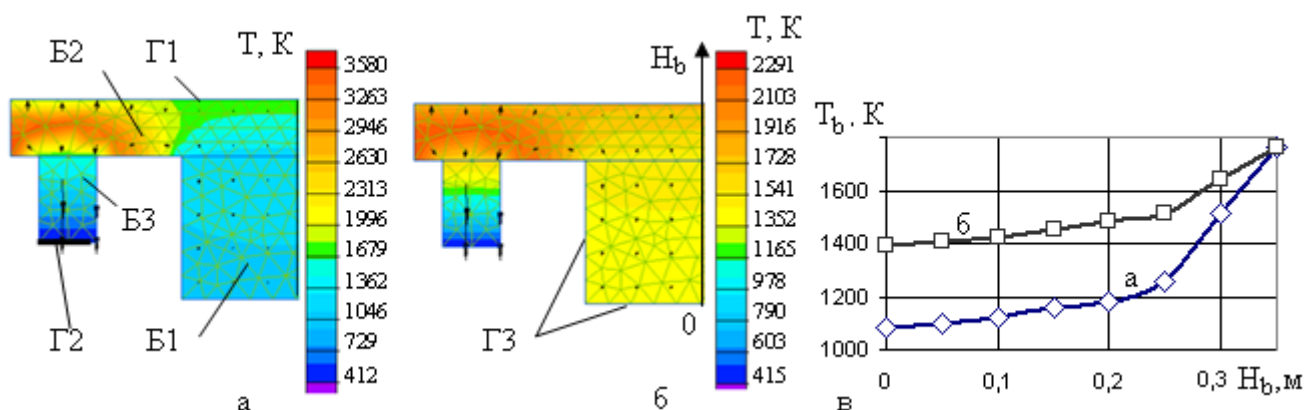 Б2
Г1
Т, К
3580
3263
2946
2630
2313
1996
1679
1362
1046
729
412
Б3
Г2
Б1
а
H_b
Т, К
2291
2103
1916
1728
1541
1352
1165
978
790
603
415
0
Г3
б
T_b . К
1600
1400
1200
1000
б
а
0
0,1
0,2
0,3
H_b, м
в